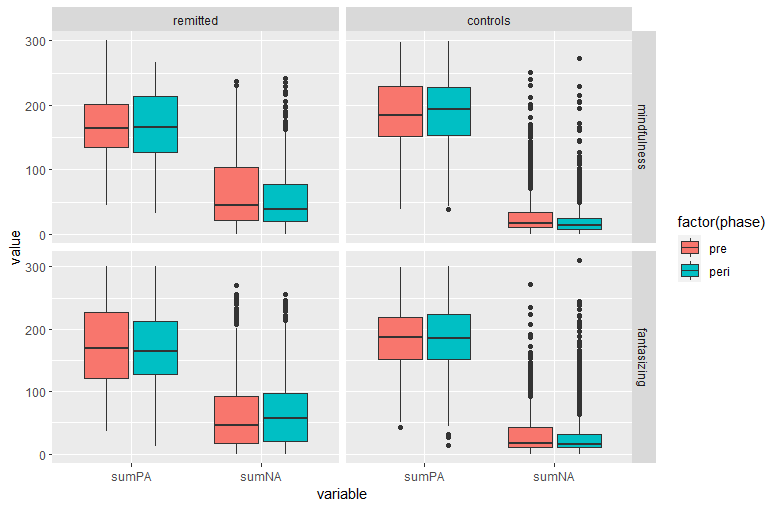 remitted
controls
300
200
100
0
mindfulness
300
200
100
0
fantasizing
value
sumPA
sumNA
sumPA
sumNA
variable
factor(phase)
pre
peri